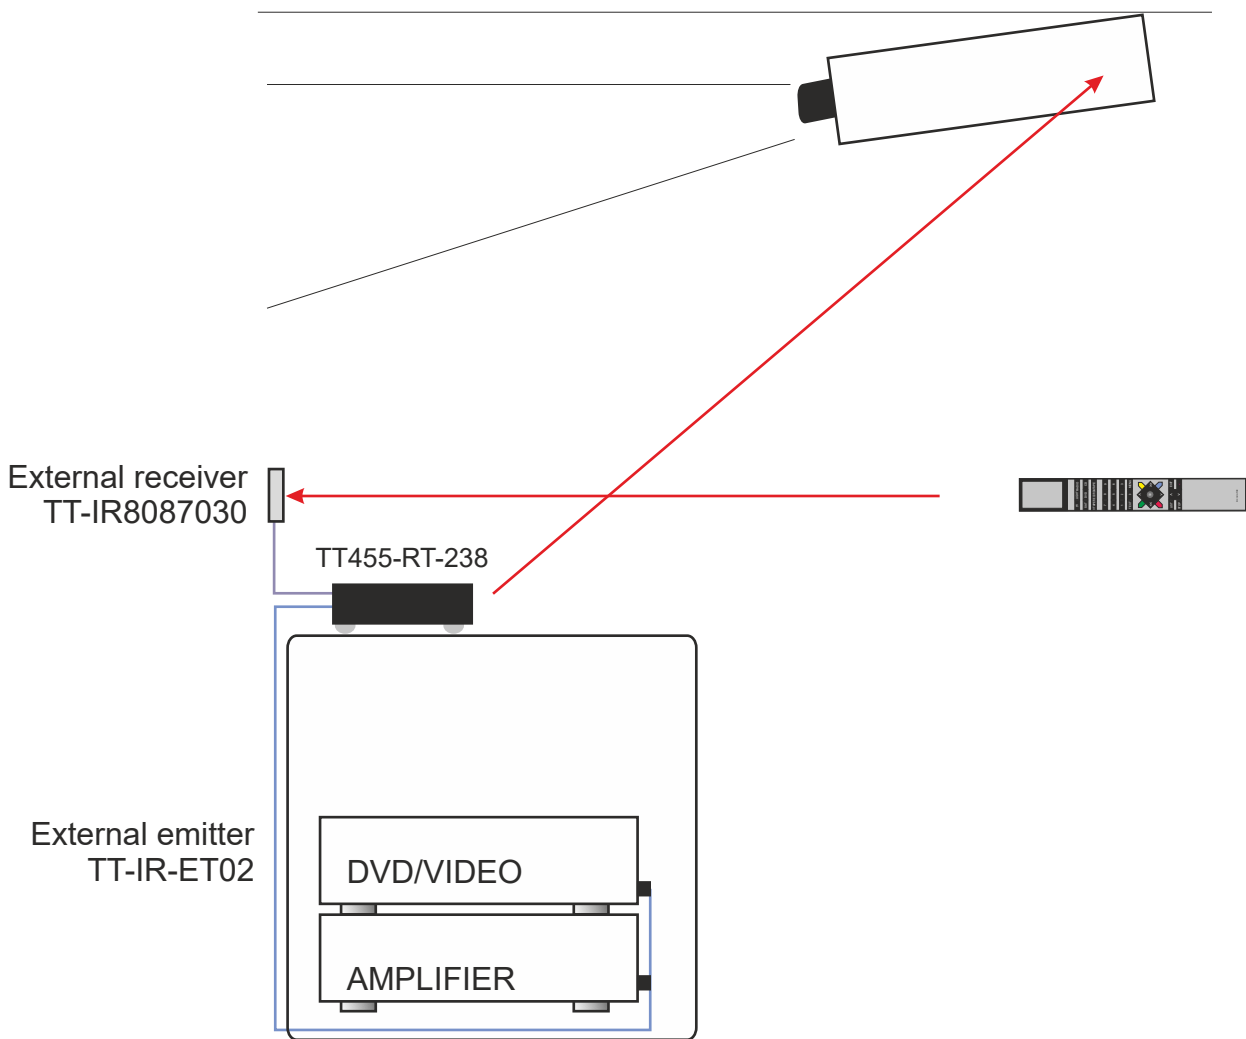 External receiver
TT-IR8087030
TT455-RT-238
External emitter
TT-IR-ET02
DVD/VIDEO
AMPLIFIER